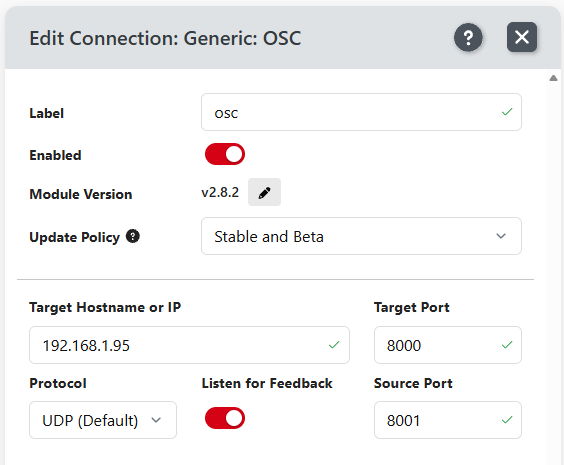 Edit Connection: Generic: OSC
Label
osc
Enabled
Module Version
v2.8.2
Update Policy
Stable and Beta
Target Hostname or IP
Target Port
192.168.1.95
8000
Protocol
Listen for Feedback
Source Port
UDP (Default)
8001